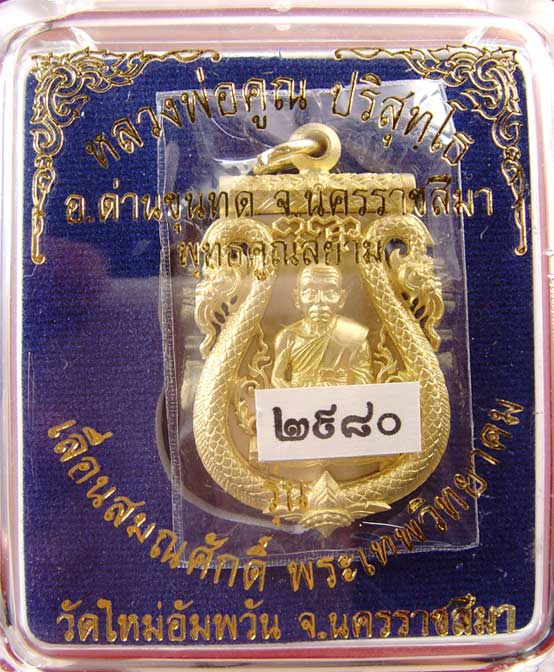 หลวงพ่อคูณ ปริสุทฺโธ
อ.ด่านขุนทด จ.นครราชสีมา
พุทธคูณสยาม
๒๙๘๐
รุ่น
เลื่อนสมณศักดิ์ พระเทพวิทยาคม
วัดใหม่อัมพวัน จ.นครราชสีมา